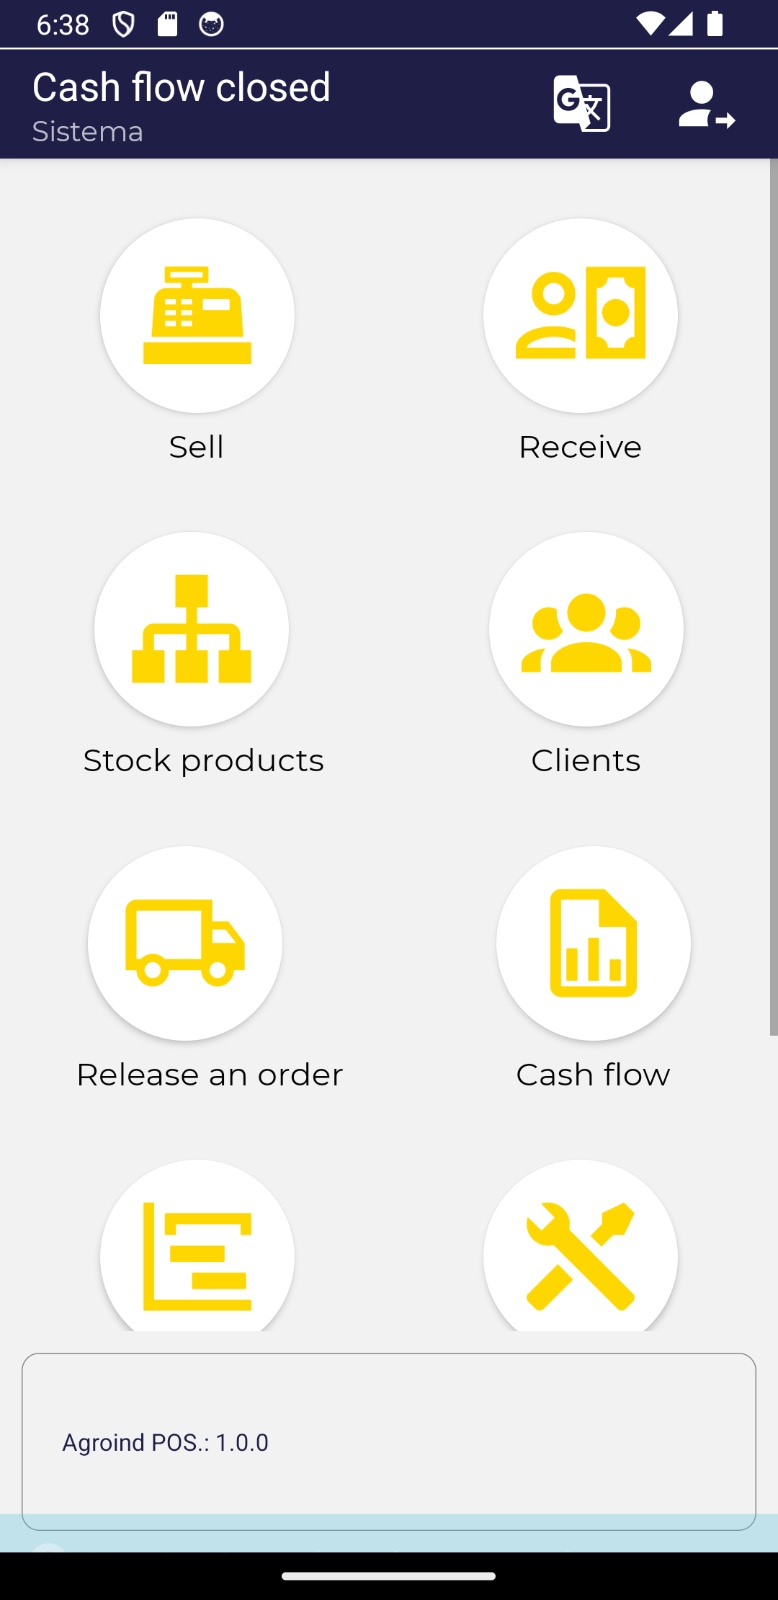 6:38
Cash flow closed
Sistema
Sell
Receive
Stock products
Clients
Release an order
Cash flow
Agroind POS.: 1.0.0